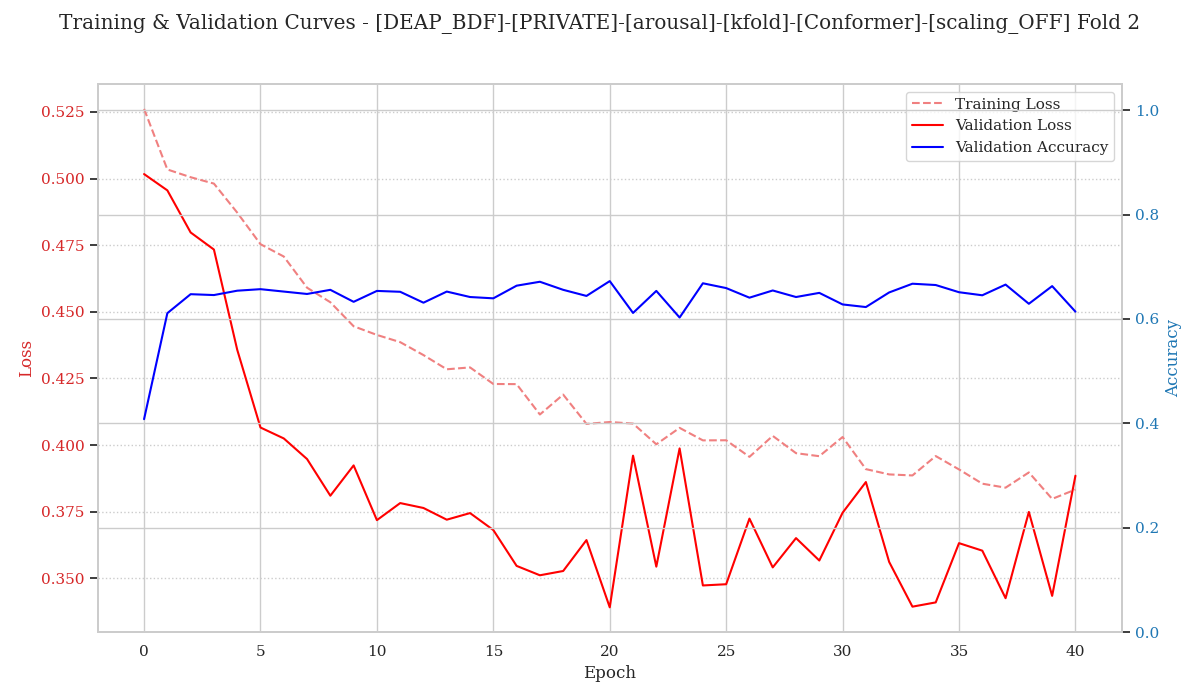 Training & Validation Curves - [DEAP_BDF]-[PRIVATE]-[arousal]-[kfold]-[Conformer]-[scaling_OFF] Fold 2
Training Loss
Validation Loss
Validation Accuracy
0.525
0.500
0.475
0.450
0.425
0.400
0.375
0.350
Loss
1.0
0.8
0.6
0.4
0.2
0.0
Accuracy
0 5 10 15 20 25 30 35 40
Epoch